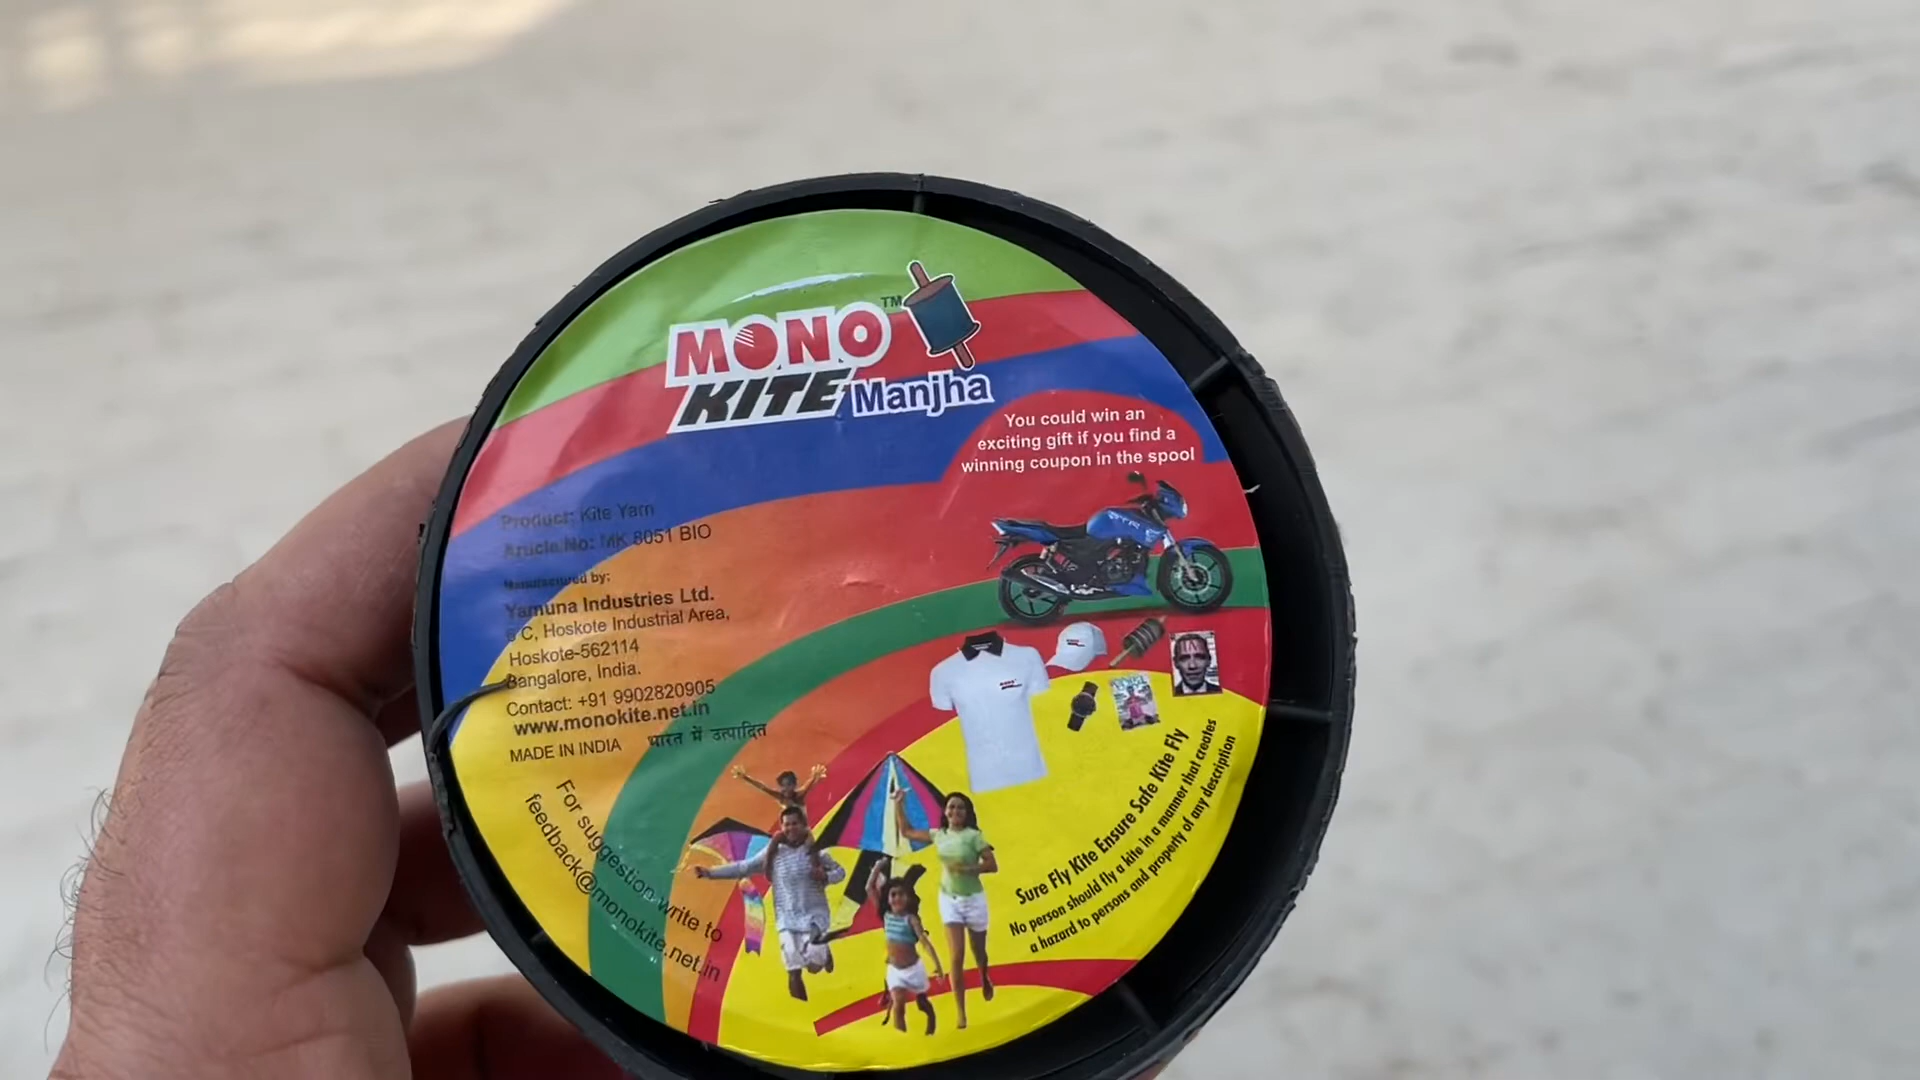 MONO™
KITE Manjha
You could win an
exciting gift if you find a
winning coupon in the spool
Product: Kite Yarn
Article No: MK 8051 BIO
Manufactured by:
Yamuna Industries Ltd.
6 C, Hoskote Industrial Area,
Hoskote-562114
Bangalore, India.
Contact: +91 9902820905
www.monokite.net.in
MADE IN INDIA भारत में उत्पादित
For suggestion write to
feedback@monokite.net.in
Sure Fly Kite Ensure Safe Kite Fly
No person should fly a kite in a manner that creates
a hazard to persons and property of any description